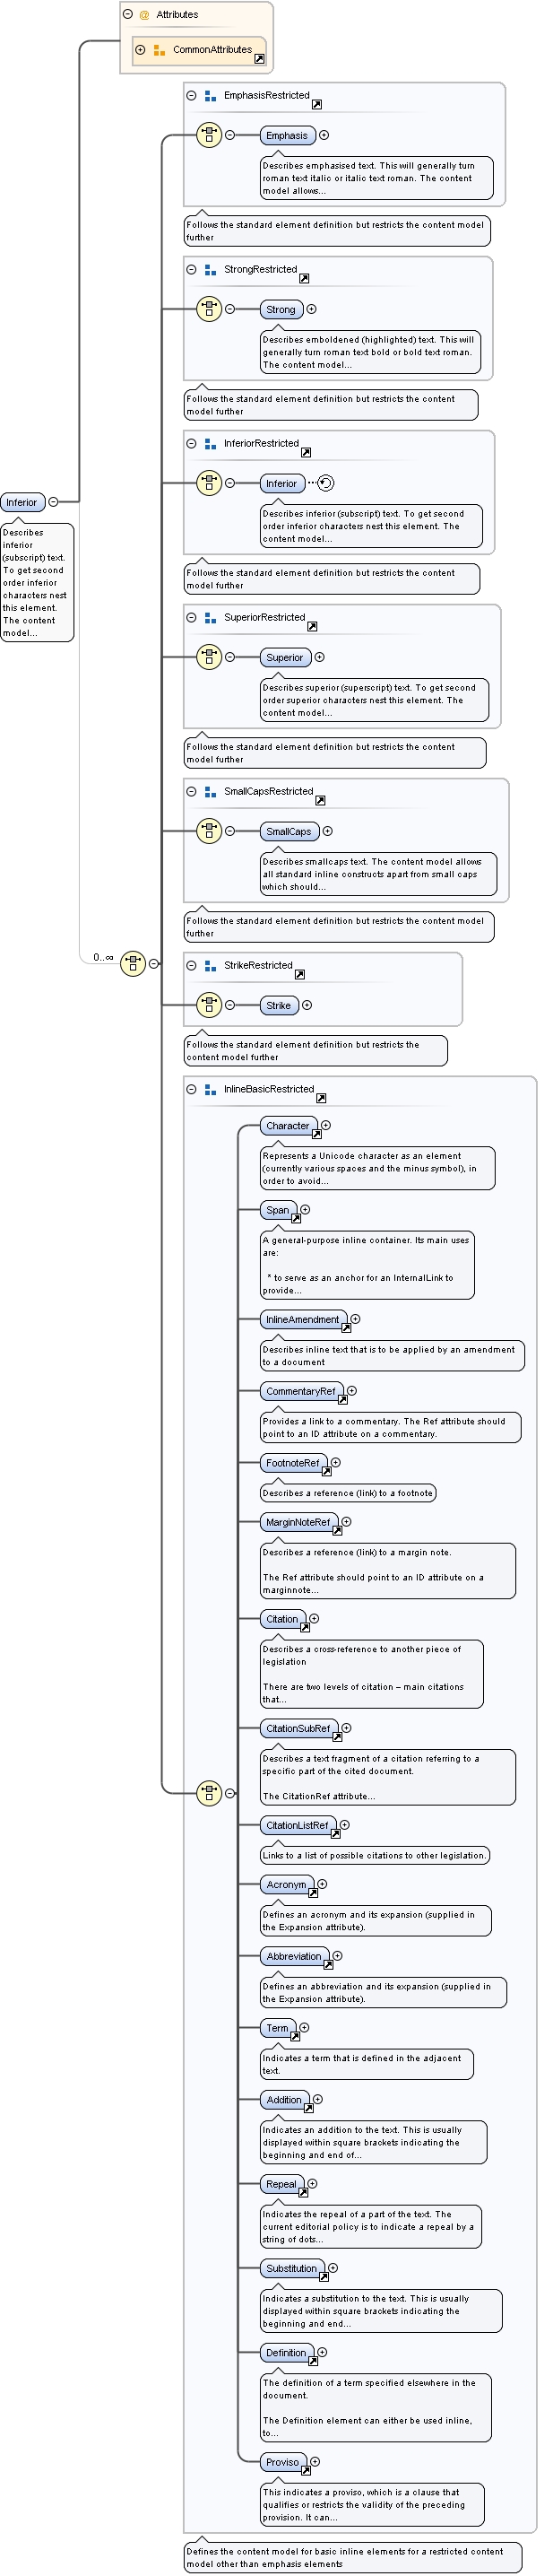 Attributes
CommonAttributes
EmphasisRestricted
Emphasis
Describes emphasised text. This will generally turn
roman text italic or italic text roman. The content
model allows...
Follows the standard element definition but restricts the content model
further
StrongRestricted
Strong
Describes emboldened (highlighted) text. This will
generally turn roman text bold or bold text roman.
The content model...
Follows the standard element definition but restricts the content
model further
InferiorRestricted
Inferior
Describes inferior (subscript) text. To get second
order inferior characters nest this element. The
content model...
Follows the standard element definition but restricts the content
model further
Inferior
Describes
inferior
(subscript) text.
To get second
order inferior
characters nest
this element.
The content
model...
SuperiorRestricted
Superior
Describes superior (superscript) text. To get second
order superior characters nest this element. The
content model...
Follows the standard element definition but restricts the content
model further
SmallCapsRestricted
SmallCaps
Describes smallcaps text. The content model allows
all standard inline constructs apart from small caps
which should...
Follows the standard element definition but restricts the content model
further
0..∞
StrikeRestricted
Strike
Follows the standard element definition but restricts the
content model further
InlineBasicRestricted
Character
Represents a Unicode character as an element
(currently various spaces and the minus symbol), in
order to avoid...
Span
A general-purpose inline container. Its main uses
are:
* to serve as an anchor for an InternalLink to
provide...
InlineAmendment
Describes inline text that is to be applied by an amendment
to a document
CommentaryRef
Provides a link to a commentary. The Ref attribute should
point to an ID attribute on a commentary.
FootnoteRef
Describes a reference (link) to a footnote
MarginNoteRef
Describes a reference (link) to a margin note.
The Ref attribute should point to an ID attribute on a
marginnote...
Citation
Describes a cross-reference to another piece of
legislation
There are two levels of citation – main citations
that...
CitationSubRef
Describes a text fragment of a citation referring to a
specific part of the cited document.
The CitationRef attribute...
CitationListRef
Links to a list of possible citations to other legislation.
Acronym
Defines an acronym and its expansion (supplied in
the Expansion attribute).
Abbreviation
Defines an abbreviation and its expansion (supplied in
the Expansion attribute).
Term
Indicates a term that is defined in the adjacent
text.
Addition
Indicates an addition to the text. This is usually
displayed within square brackets indicating the
beginning and end of...
Repeal
Indicates the repeal of a part of the text. The
current editorial policy is to indicate a repeal by a
string of dots...
Substitution
Indicates a substitution to the text. This is usually
displayed within square brackets indicating the
beginning and end...
Definition
The definition of a term specified elsewhere in the
document.
The Definition element can either be used inline,
to...
Proviso
This indicates a proviso, which is a clause that
qualifies or restricts the validity of the preceding
provision. It can...
Defines the content model for basic inline elements for a restricted content
model other than emphasis elements